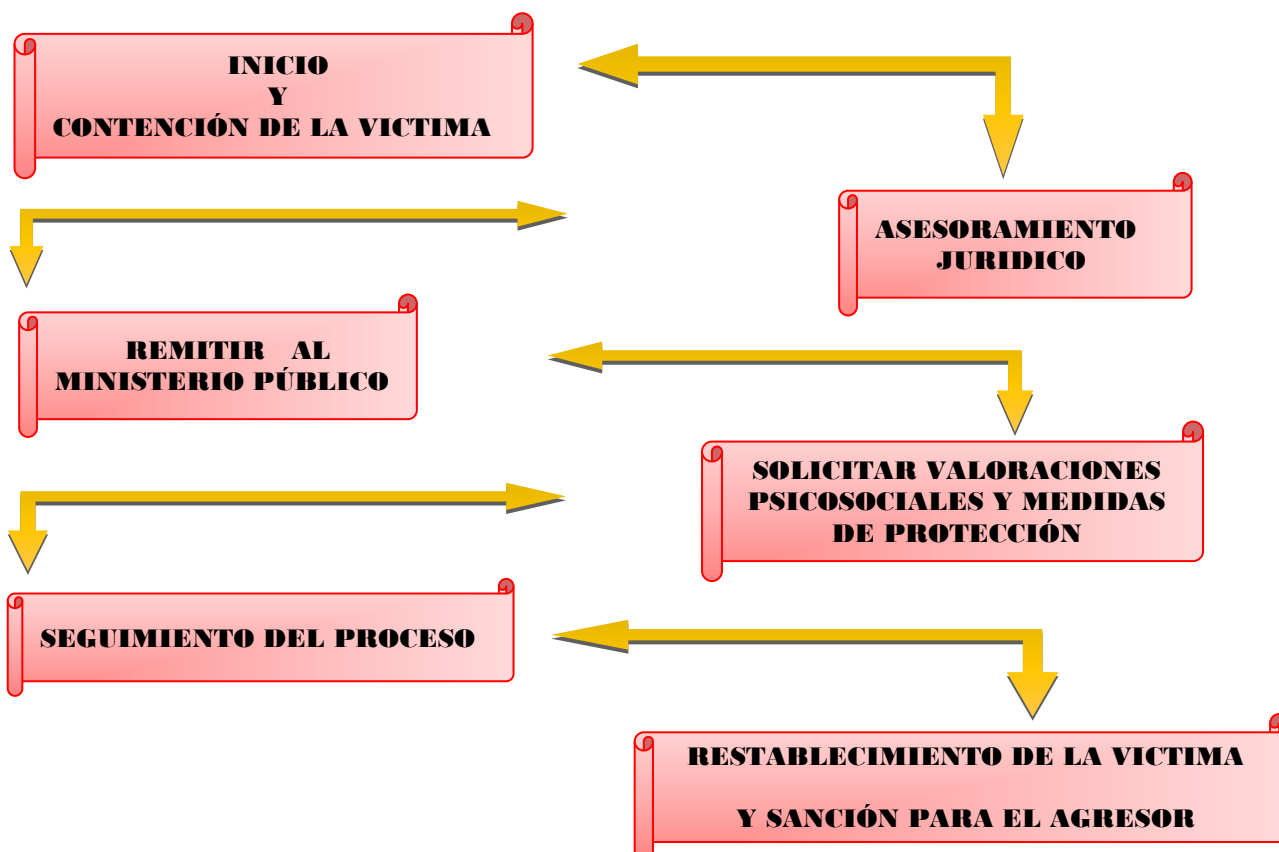 INICIO
Y
CONTENCIÓN DE LA VICTIMA
ASESORAMIENTO
JURIDICO
REMITIR AL
MINISTERIO PÚBLICO
SOLICITAR VALORACIONES
PSICOSOCIALES Y MEDIDAS
DE PROTECCIÓN
SEGUIMIENTO DEL PROCESO
RESTABLECIMIENTO DE LA VICTIMA
Y SANCIÓN PARA EL AGRESOR